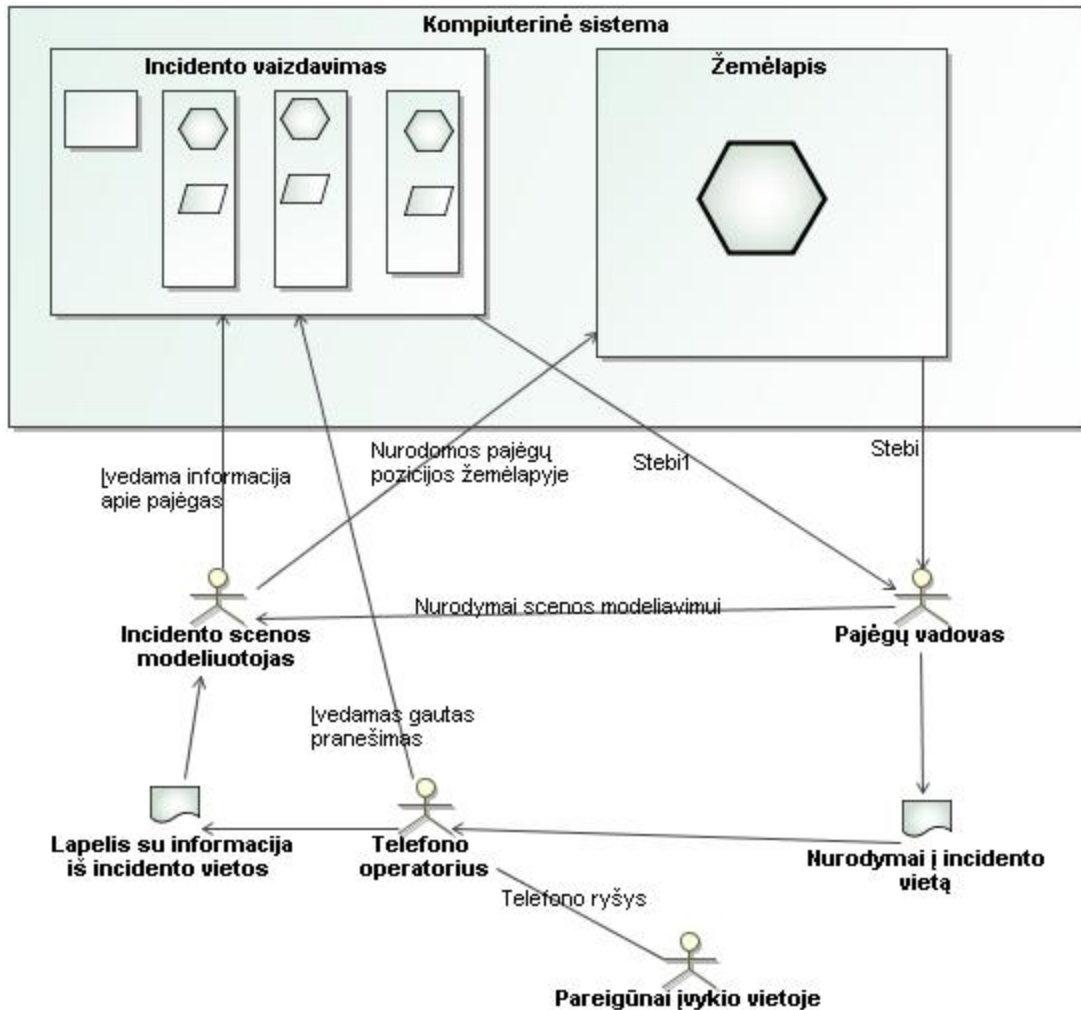 Kompiuterinė sistema
Incidento vaizdavimas
Žemėlapis
Įvedama informacija
apie pajėgas
Nurodomos pajėgų
pozicijos žemėlapyje
Stebi1
Stebi
Nurodymai scenos modeliavimui
Incidento scenos
modeliuotojas
Pajėgų vadovas
Įvedamas gautas
pranešimas
Lapelis su informacija
iš incidento vietos
Telefono
operatorius
Nurodymai į incidento
vietą
Telefono ryšys
Pareigūnai įvykio vietoje